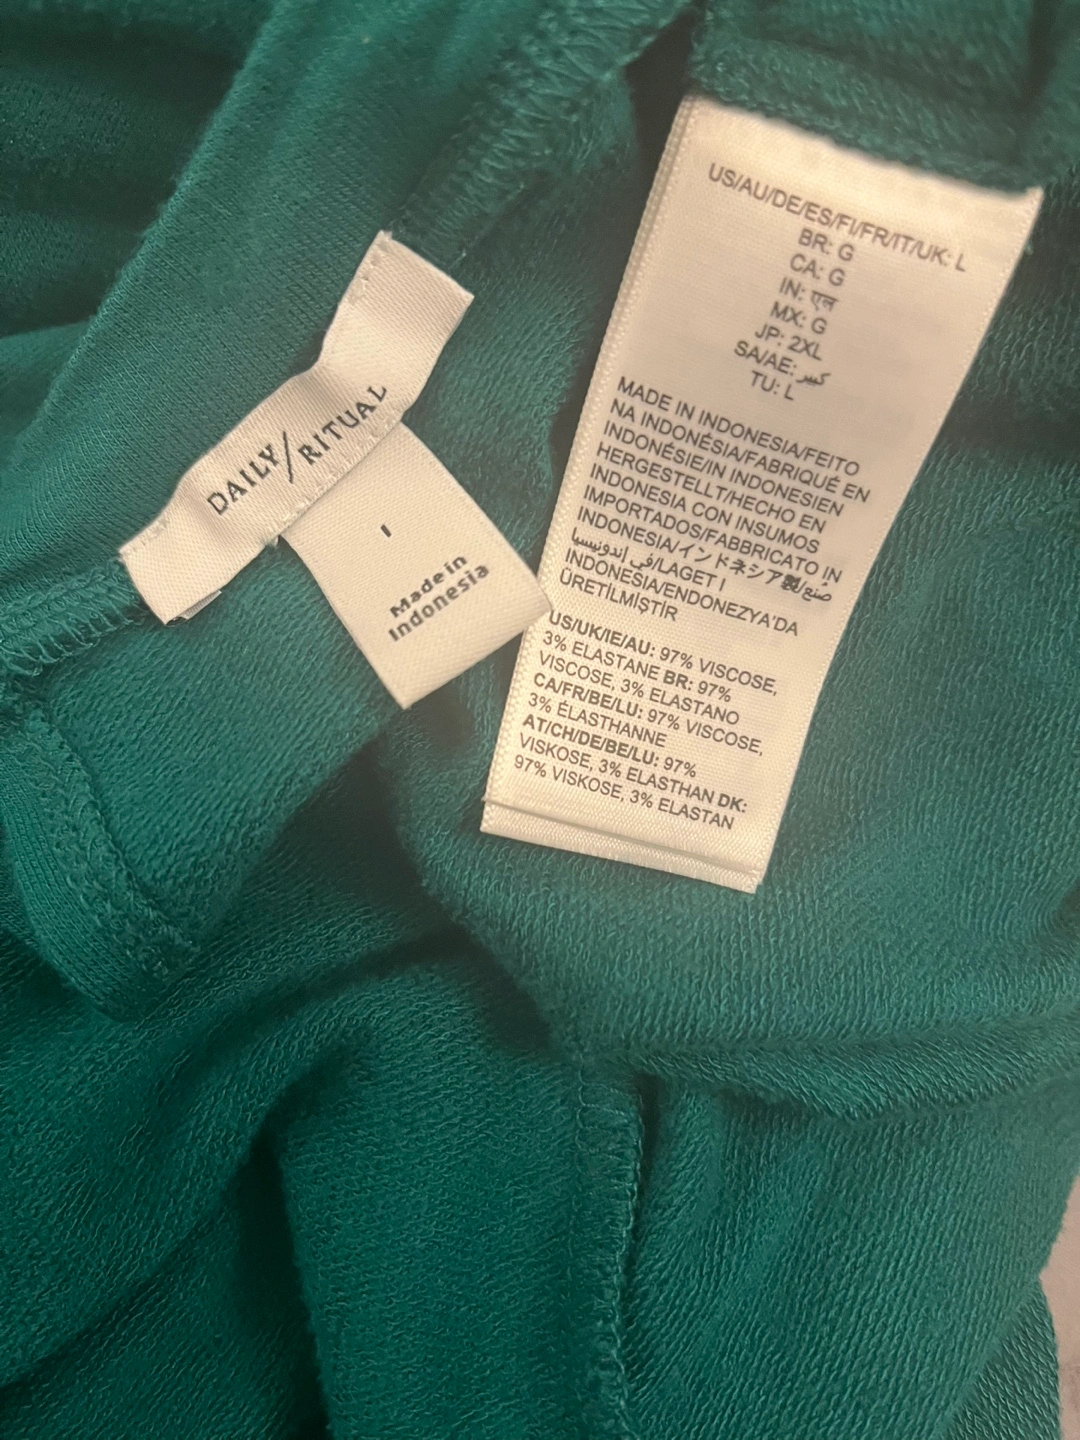 DAILY/RITUAL
Made in
Indonesia
US/AU/DE/ES/FI/FR/IT/UK: L
BR: G
CA: G
IN: एल
MX: G
JP: 2XL
SA/AE: كبير
TU: L
MADE IN INDONESIA/FEITO
NA INDONÉSIA/FABRIQUÉ EN
INDONÉSIE/IN INDONESIEN
HERGESTELLT/HECHO EN
INDONESIA CON INSUMOS
IMPORTADOS/FABBRICATO IN
INDONESIA/インドネシア製/صُنع
في إندونيسيا/LAGET I
INDONESIA/ENDONEZYA'DA
ÜRETİLMİŞTİR
US/UK/IE/AU: 97% VISCOSE,
3% ELASTANE BR: 97%
VISCOSE, 3% ELASTANO
CA/FR/BE/LU: 97% VISCOSE,
3% ÉLASTHANNE
AT/CH/DE/BE/LU: 97%
VISKOSE, 3% ELASTHAN DK:
97% VISKOSE, 3% ELASTAN